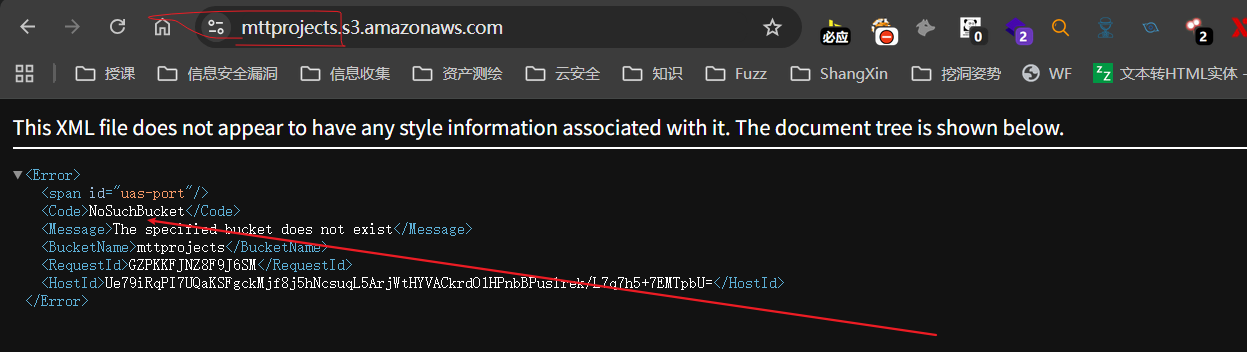 mttprojects.s3.amazonaws.com
必应
0
2
2
授课
信息安全漏洞
信息收集
资产测绘
云安全
知识
Fuzz
ShangXin
挖洞姿势
WF
ZZ
文本转HTML实体 -
This XML file does not appear to have any style information associated with it. The document tree is shown below.
▼<Error>
<span id="uas-port"/>
<Code>NoSuchBucket</Code>
<Message>The specified bucket does not exist</Message>
<BucketName>mttprojects</BucketName>
<RequestId>GZPKKFJNZ8F9J6SM</RequestId>
<HostId>Ue79iRqPI7UQaKSFgckMjf8j5hNcsuqL5ArjWtHYVACkrdO1HPnbBPus1rek/L7q7h5+7EMTpbU=</HostId>
</Error>